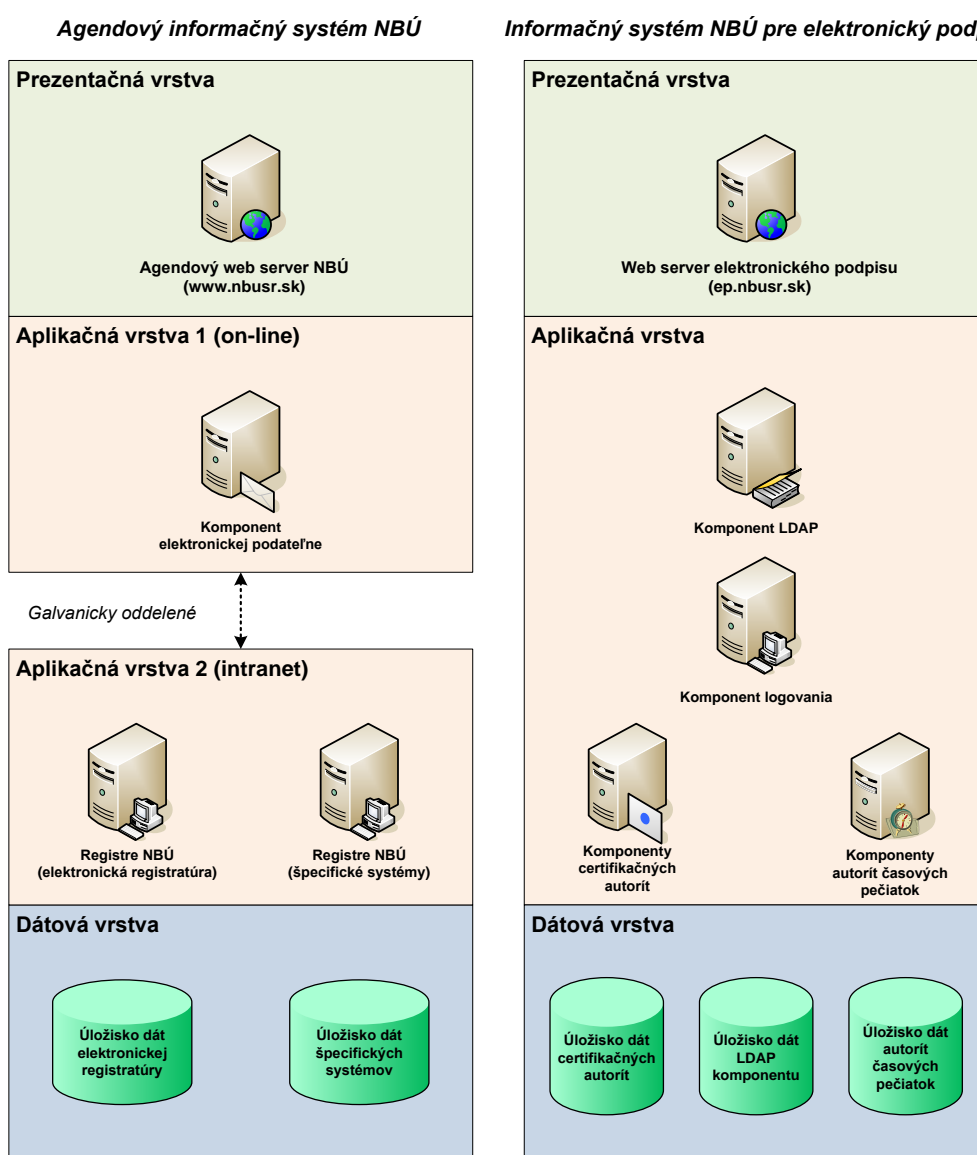 Agendový informačný systém NBÚ
Prezentačná vrstva
Agendový web server NBÚ
(www.nbusr.sk)
Aplikačná vrstva 1 (on-line)
Komponent
elektronickej podateľne
Galvanicky oddelené
Aplikačná vrstva 2 (intranet)
Registre NBÚ
(elektronická registratúra)
Registre NBÚ
(špecifické systémy)
Dátová vrstva
Úložisko dát
elektronickej
registratúry
Úložisko dát
špecifických
systémov
Informačný systém NBÚ pre elektronický
Prezentačná vrstva
Web server elektronického podpisu
(ep.nbusr.sk)
Aplikačná vrstva
Komponent LDAP
Komponent logovania
Komponenty
certifikačných
autorít
Komponenty
autorít časových
pečiatok
Dátová vrstva
Úložisko dát
certifikačných
autorít
Úložisko dát
LDAP
komponentu
Úložisko dát
autorít
časových
pečiatok